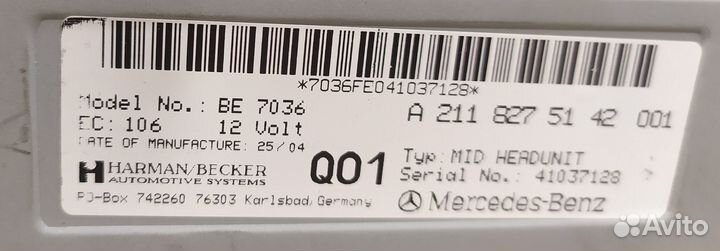 *7036FE041037128*
Model No.: BE 7036
A 211 827 51 42 001
EC: 106 12 Volt
DATE OF MANUFACTURE: 25/04
HARMAN/BECKER
AUTOMOTIVE SYSTEMS
Q01
Typ: MID HEADUNIT
Serial No.: 41037128
PO-Box 742260 76303 Karlsbad/Germany
Mercedes-Benz
Avito